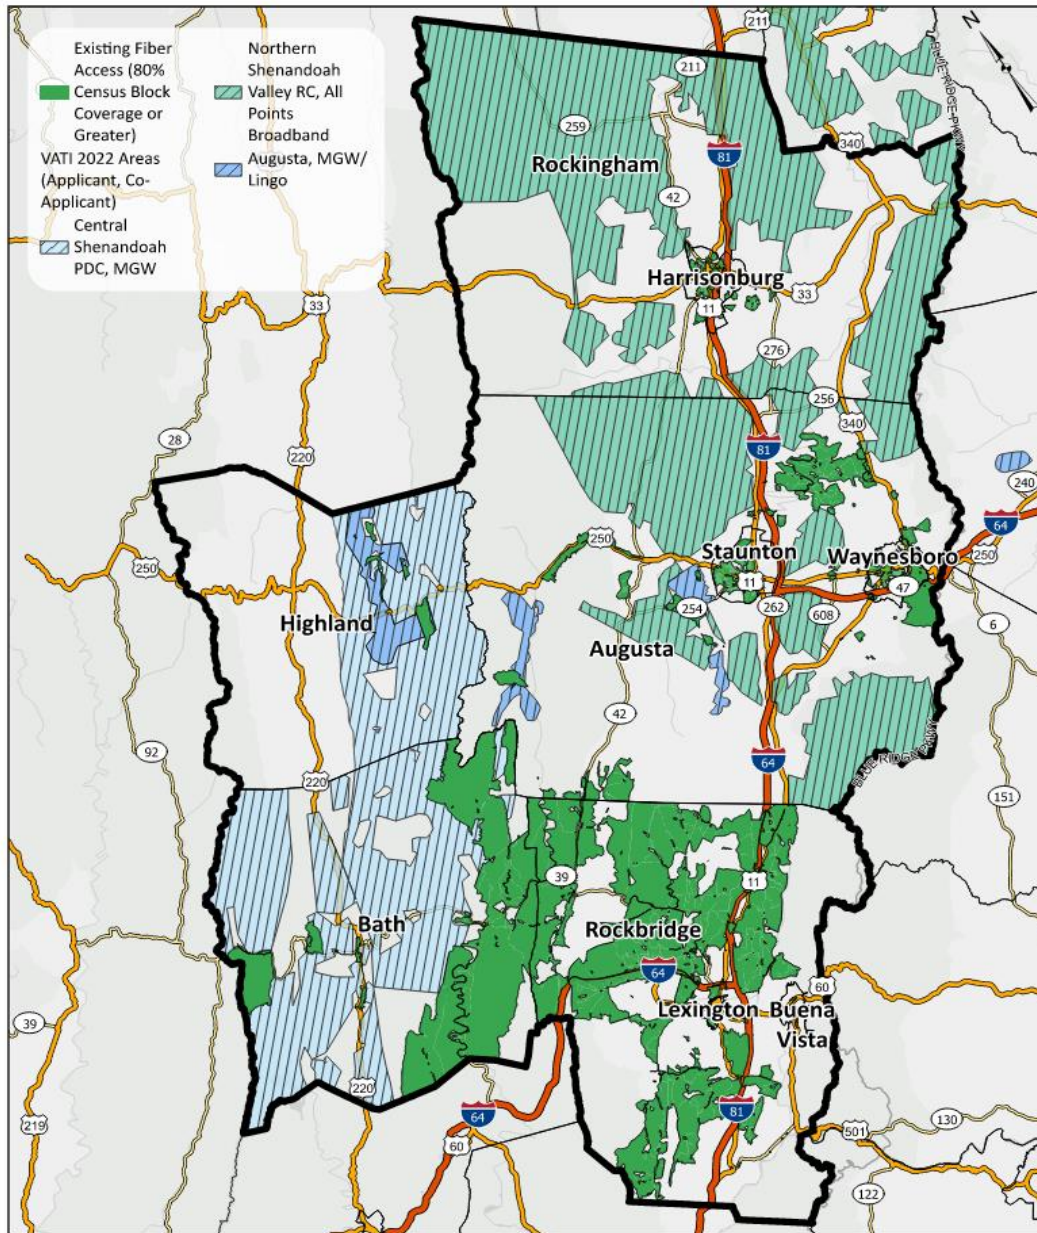 Existing Fiber
Access (80%
Census Block
Coverage or
Greater)
VATI 2022 Areas
(Applicant, Co-
Applicant)
Central
Shenandoah
PDC, MGW
Northern
Shenandoah
Valley RC, All
Points
Broadband
Augusta, MGW/
Lingo
N
211
BLUE RIDGE PKWY
211
259
340
81
Rockingham
42
Harrisonburg
33
33
11
276
256
340
28
81
220
240
64
250
250
Staunton
Waynesboro
250
11
47
254
262
608
Highland
6
Augusta
42
92
64
BLUE RIDGE PKWY
220
151
39
11
Bath
Rockbridge
64
60
Lexington
Buena
Vista
39
220
64
81
219
60
501
130
122